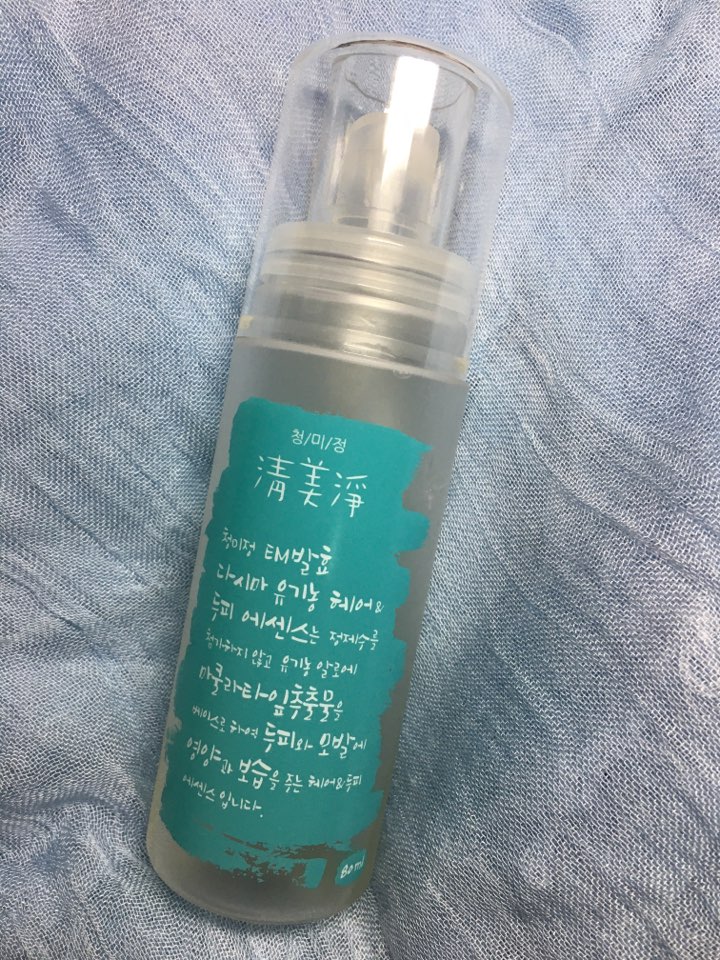 청/미/정
淸美淨
청미정 EM발효
다시마 유기농 헤어&
두피 에센스는 정제수를
첨가하지 않고 유기농 알로에
마쿨라타잎추출물을
베이스로 하여 두피와 모발에
영양과 보습을 주는 헤어&두피
에센스입니다.
80ml